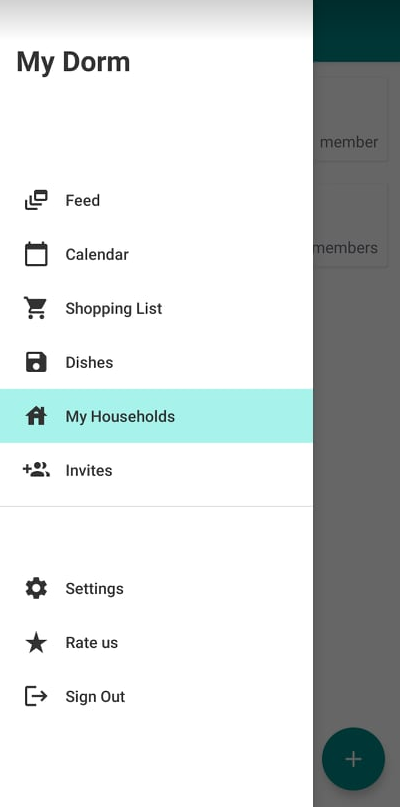 My Dorm
member
members
Feed
Calendar
Shopping List
Dishes
My Households
Invites
Settings
Rate us
Sign Out